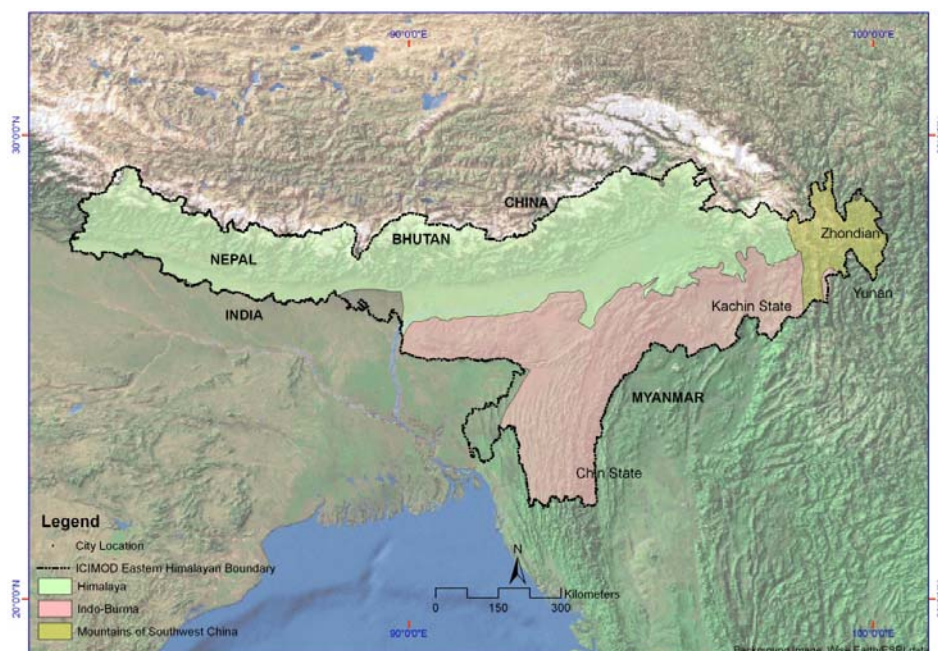 90°0'0"E
100°0'0"E
30°0'0"N
CHINA
BHUTAN
Zhondian
NEPAL
Yunan
Kachin State
INDIA
MYANMAR
Chin State
Legend
City Location
ICIMOD Eastern Himalayan Boundary
Himalaya
Indo-Burma
Mountains of Southwest China
N
Kilometers
0 150 300
20°0'0"N
90°0'0"E
100°0'0"E